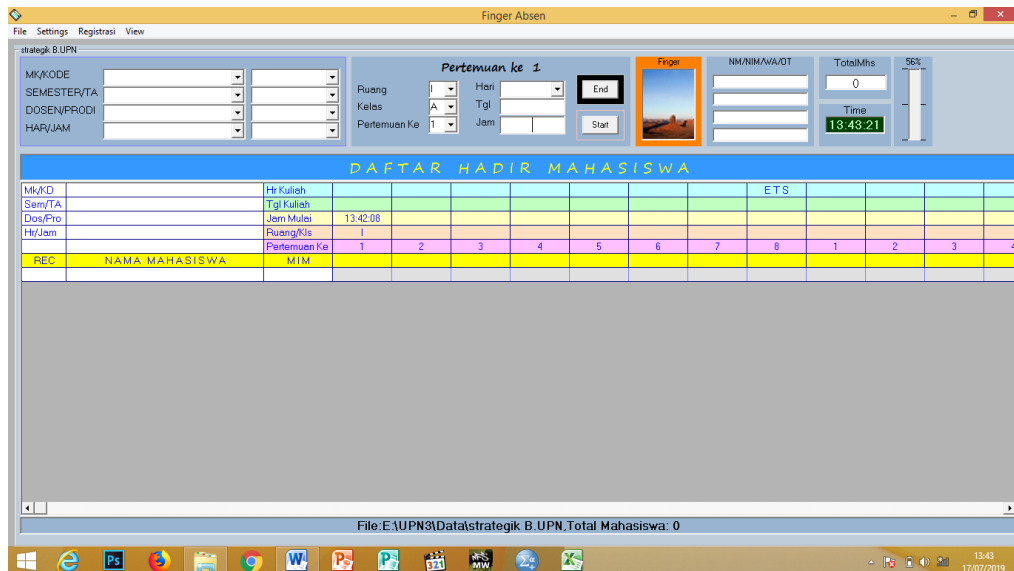 Finger Absen
File Settings Registrasi View
strategik B.UPN
MK/KODE
SEMESTER/TA
DOSEN/PRODI
HAR/JAM
Pertemuan ke 1
Ruang I Hari
Kelas A Tgl
Pertemuan Ke 1 Jam
End
Start
Finger
NM/NIM/WA/OT
TotalMhs
0
Time
13:43:21
56%
DAFTAR HADIR MAHASISWA
Mk/KD Hr Kuliah ETS
Sem/TA Tgl Kuliah
Dos/Pro Jam Mulai 13:42:08
Hr/Jam Ruang/Kls I
Pertemuan Ke 1 2 3 4 5 6 7 8 1 2 3 4
REC NAMA MAHASISWA MIM
File:E:\UPN3\Data\strategik B.UPN,Total Mahasiswa: 0
Ps
321
MW
13:43
17/07/2019